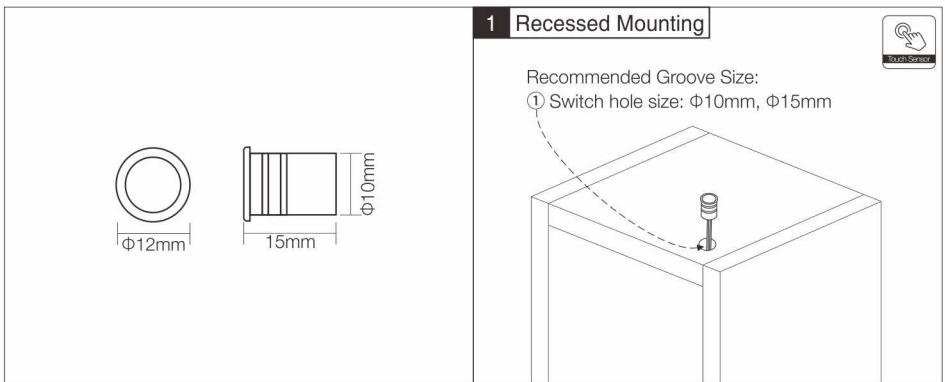 1 Recessed Mounting
Touch Sensor
Recommended Groove Size:
① Switch hole size: Φ10mm, Φ15mm
Φ12mm
15mm
Φ10mm